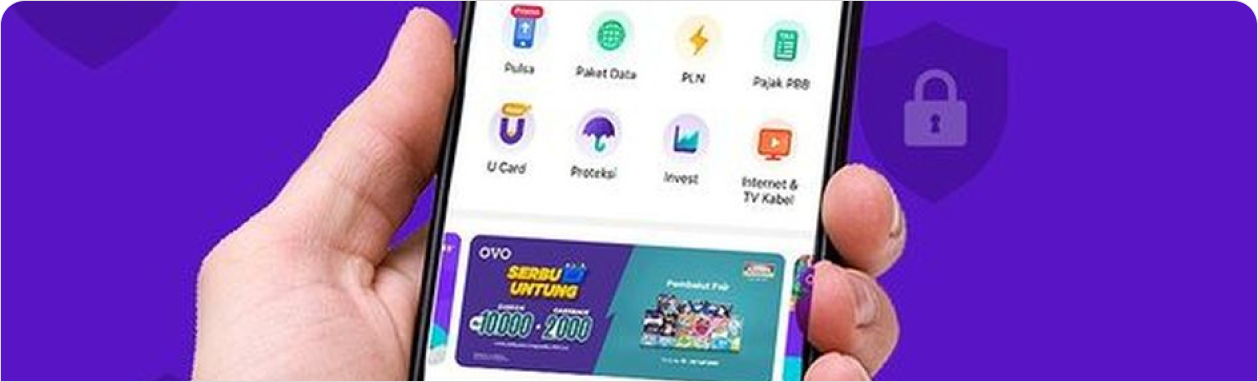 Promo
Pulsa
Paket Data
PLN
Pajak PBB
U Card
Proteksi
Invest
Internet &
TV Kabel
OVO
SERBU
UNTUNG
10000 · 2000
CASHBACK
Pembalut Fair